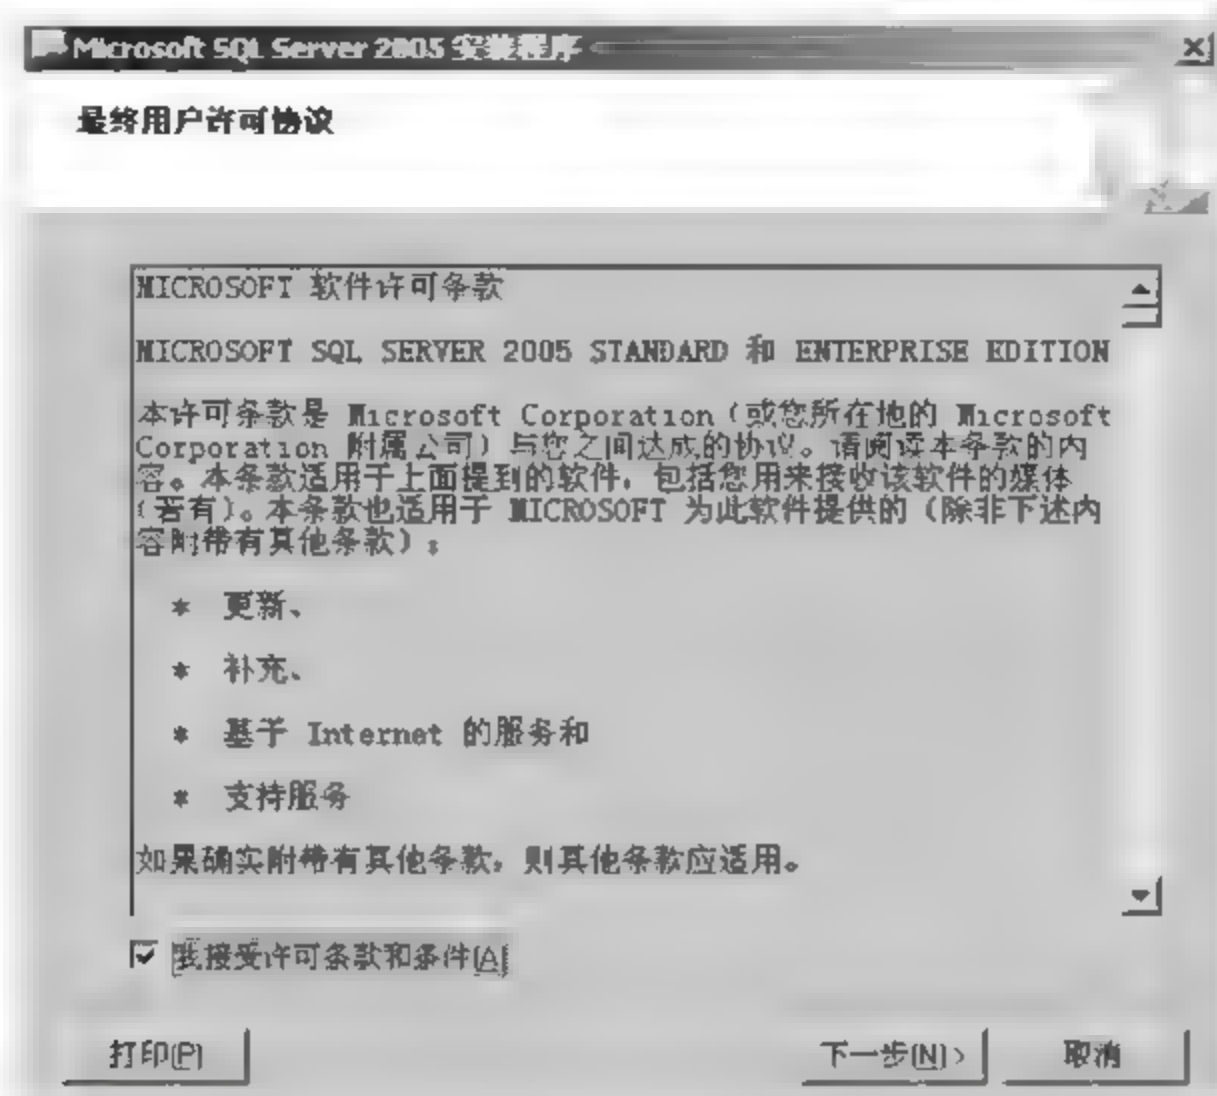 Microsoft SQL Server 2005 安装程序
最终用户许可协议
MICROSOFT 软件许可条款
MICROSOFT SQL SERVER 2005 STANDARD 和 ENTERPRISE EDITION
本许可条款是 Microsoft Corporation（或您所在地的 Microsoft
Corporation 附属公司）与您之间达成的协议。请阅读本条款的内
容。本条款适用于上面提到的软件，包括您用来接收该软件的媒体
（若有）。本条款也适用于 MICROSOFT 为此软件提供的（除非下述内
容附带有其他条款）：
* 更新、
* 补充、
* 基于 Internet 的服务和
* 支持服务
如果确实附带有其他条款，则其他条款应适用。
我接受许可条款和条件(A)
打印(P)
下一步(N) >
取消